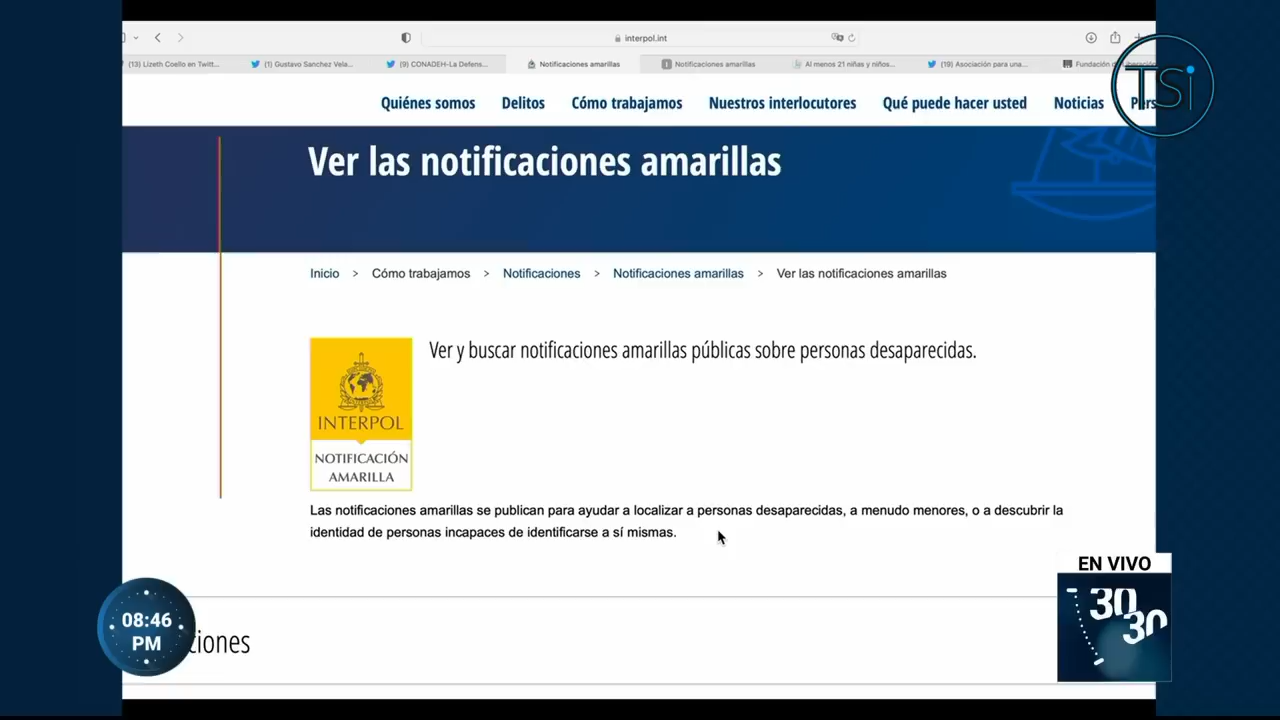 interpol.int
(13) Lizeth Coello en Twitt...
(1) Gustavo Sanchez Vela...
(9) CONADEH-La Defens...
Notificaciones amarillas
Notificaciones amarillas
Al menos 21 niñas y niños...
(19) Asociación para una...
TSi
Quiénes somos
Delitos
Cómo trabajamos
Nuestros interlocutores
Qué puede hacer usted
Noticias
Ver las notificaciones amarillas
Inicio > Cómo trabajamos > Notificaciones > Notificaciones amarillas > Ver las notificaciones amarillas
Ver y buscar notificaciones amarillas públicas sobre personas desaparecidas.
INTERPOL
NOTIFICACIÓN
AMARILLA
Las notificaciones amarillas se publican para ayudar a localizar a personas desaparecidas, a menudo menores, o a descubrir la
identidad de personas incapaces de identificarse a sí mismas.
EN VIVO
30
30
08:46
PM
ciones